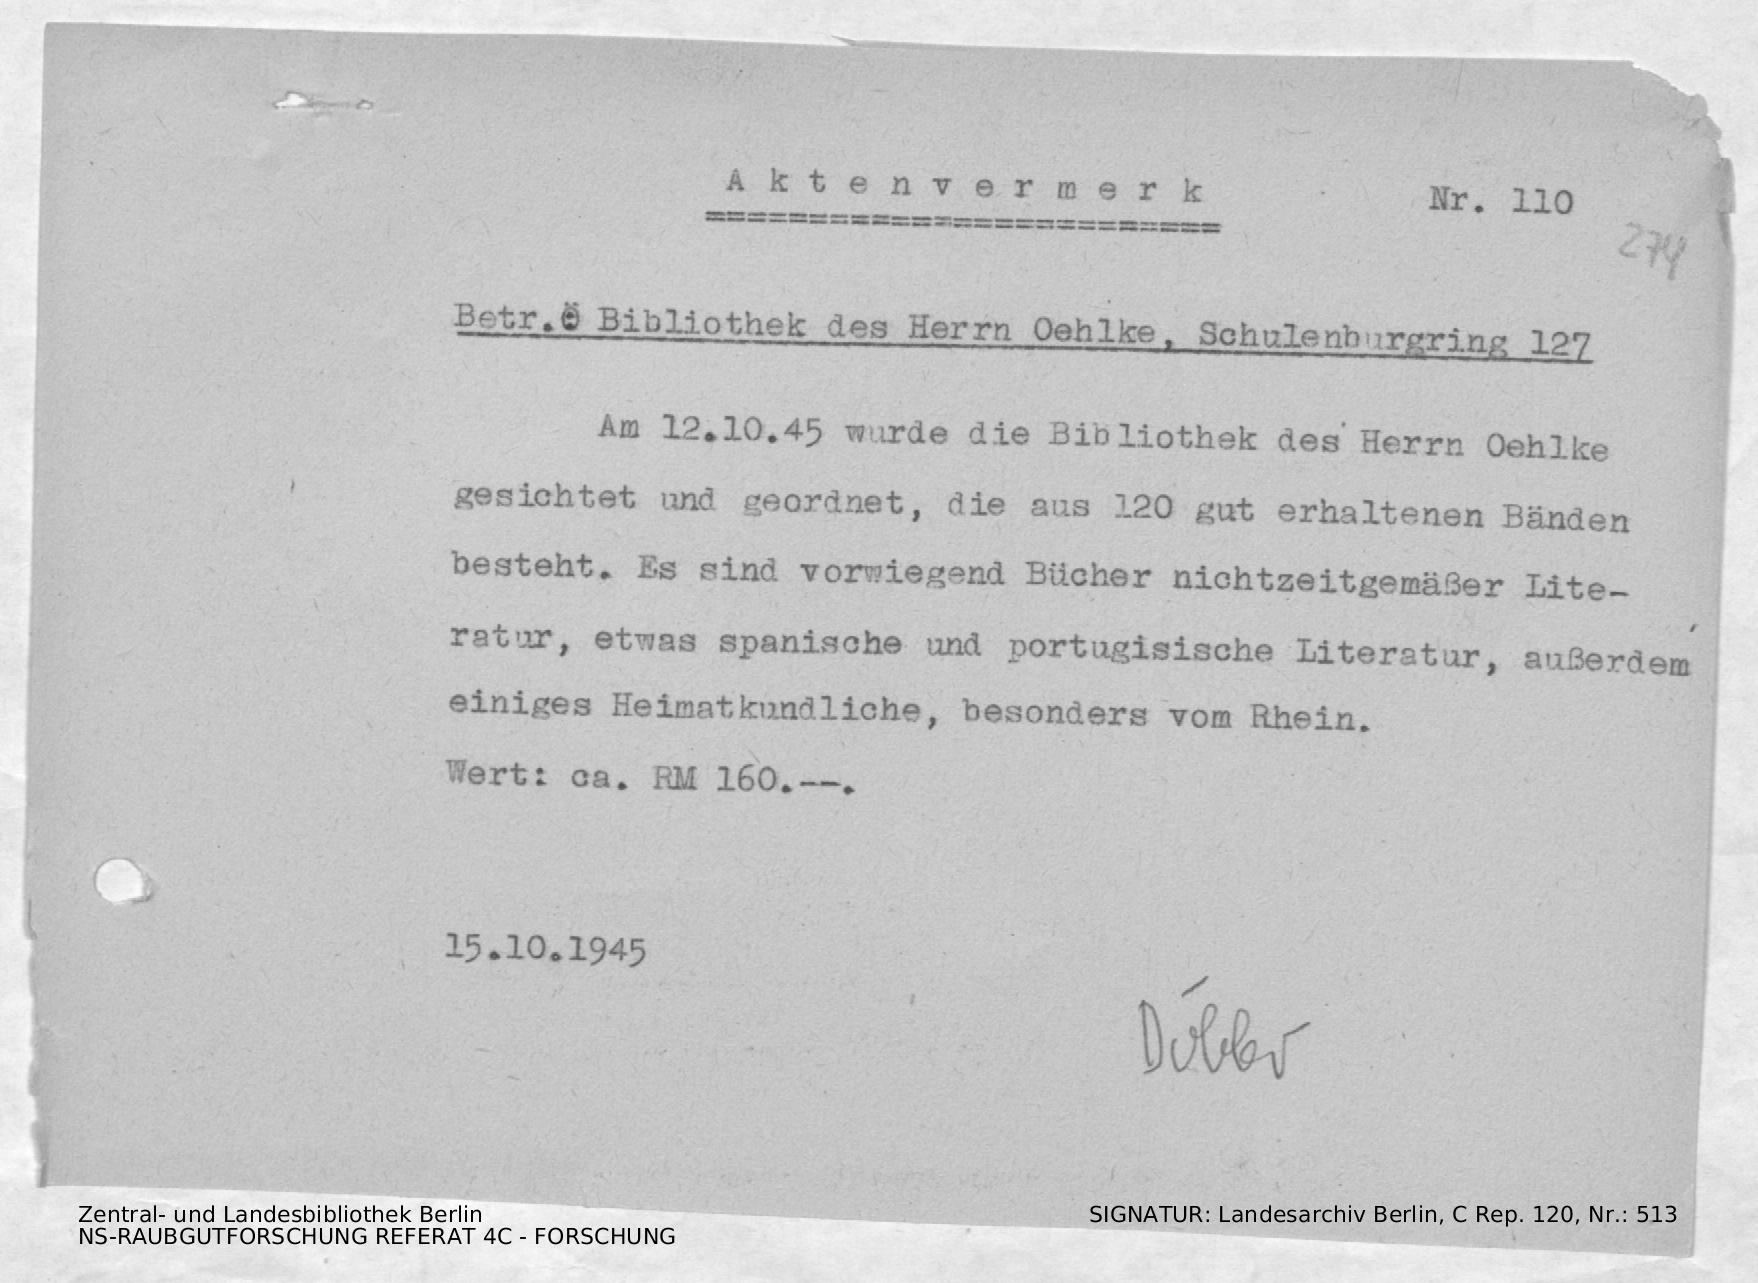 Aktenvermerk Nr. 110
274
Betr.: Bibliothek des Herrn Oehlke, Schulenburgring 127
Am 12.10.45 wurde die Bibliothek des Herrn Oehlke
gesichtet und geordnet, die aus 120 gut erhaltenen Bänden
besteht. Es sind vorwiegend Bücher nichtzeitgemäßer Lite-
ratur, etwas spanische und portugisische Literatur, außerdem
einiges Heimatkundliche, besonders vom Rhein.
Wert: ca. RM 160.--.
15.10.1945
Zentral- und Landesbibliothek Berlin
NS-RAUBGUTFORSCHUNG REFERAT 4C - FORSCHUNG
SIGNATUR: Landesarchiv Berlin, C Rep. 120, Nr.: 513